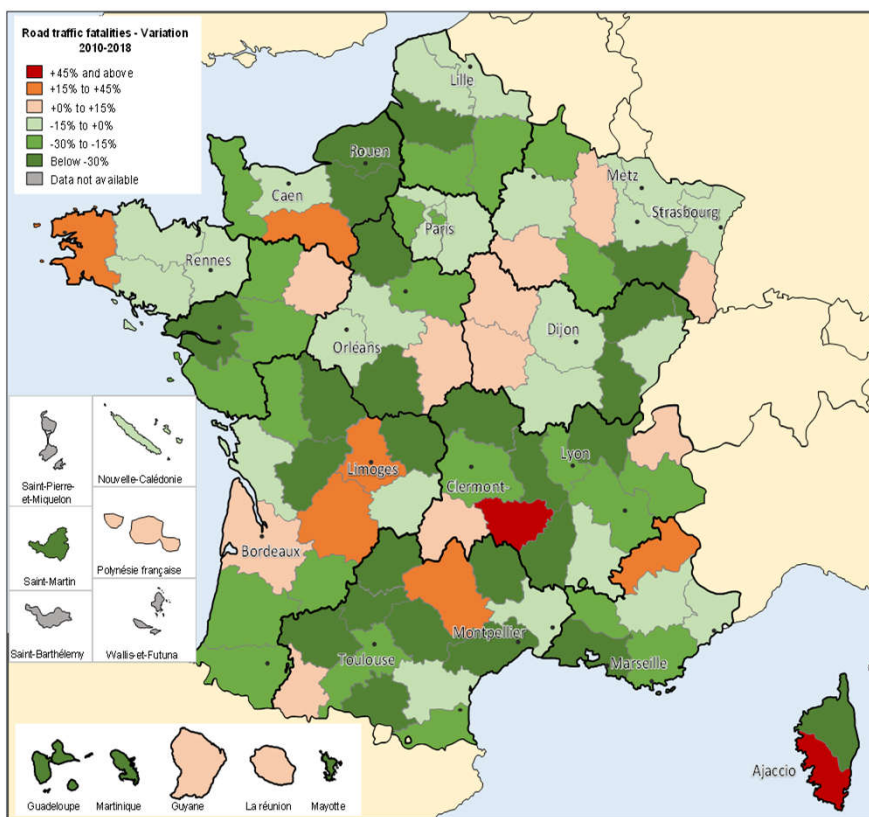 Road traffic fatalities - Variation
2010-2018
+45% and above
+15% to +45%
+0% to +15%
-15% to +0%
-30% to -15%
Below -30%
Data not available
Lille
Rouen
Caen
Metz
Paris
Strasbourg
Rennes
Orléans
Dijon
Limoges
Lyon
Clermont-
Bordeaux
Montpellier
Toulouse
Marseille
Ajaccio
Saint-Pierre-
et-Miquelon
Nouvelle-Calédonie
Saint-Martin
Polynésie française
Saint-Barthélemy
Wallis-et-Futuna
Guadeloupe
Martinique
Guyane
La réunion
Mayotte